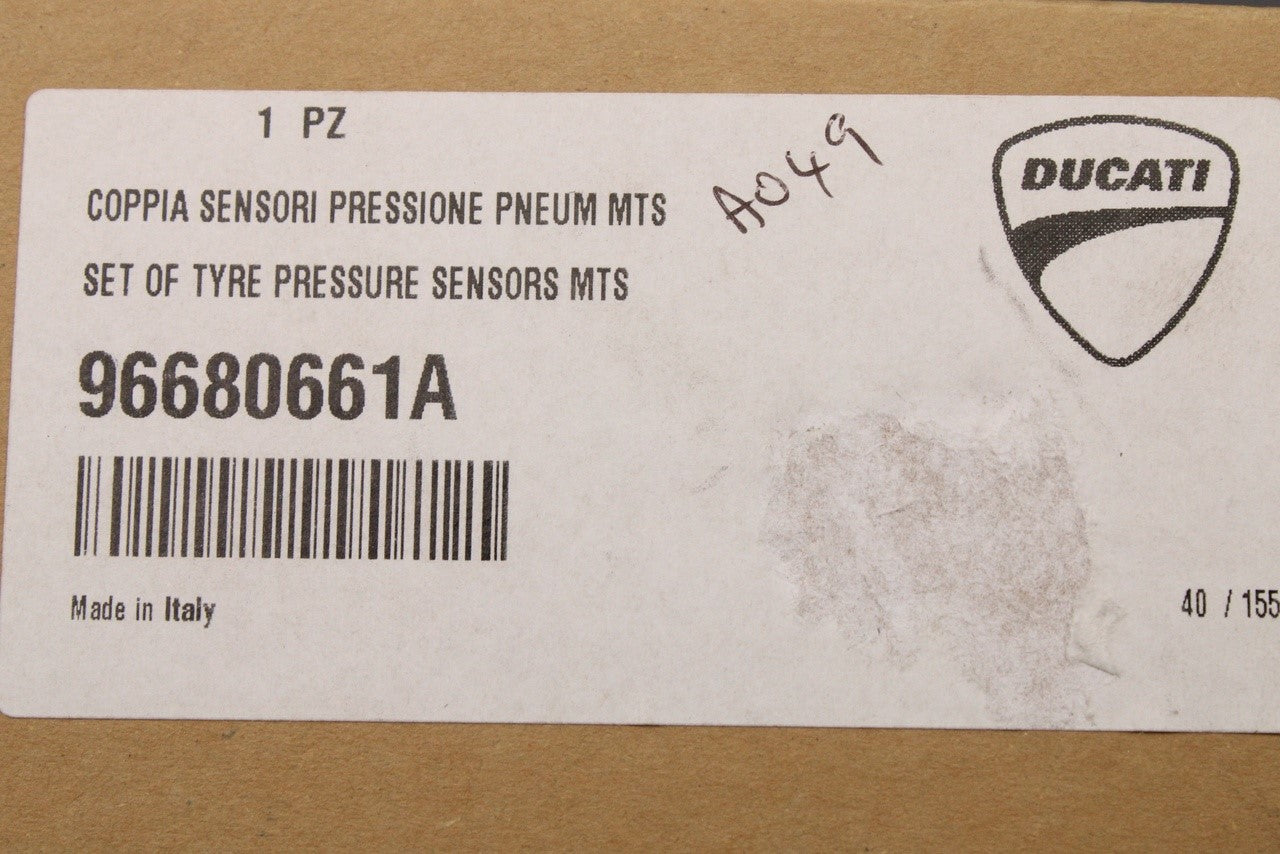 1 PZ
COPPIA SENSORI PRESSIONE PNEUM MTS
A049
DUCATI
SET OF TYRE PRESSURE SENSORS MTS
96680661A
Made in Italy
40 / 155